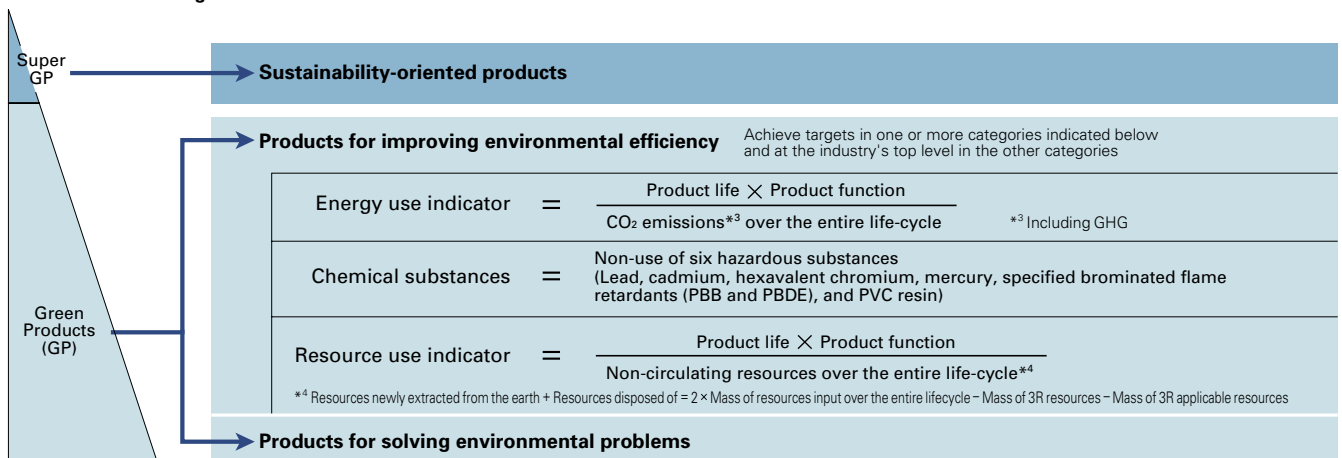 Super
GP
Sustainability-oriented products
Products for improving environmental efficiency
Achieve targets in one or more categories indicated below
and at the industry's top level in the other categories
Energy use indicator = Product life × Product function
CO₂ emissions*³ over the entire life-cycle
*³ Including GHG
Chemical substances = Non-use of six hazardous substances
(Lead, cadmium, hexavalent chromium, mercury, specified brominated flame
retardants (PBB and PBDE), and PVC resin)
Green
Products
(GP)
Resource use indicator = Product life × Product function
Non-circulating resources over the entire life-cycle*⁴
*⁴ Resources newly extracted from the earth + Resources disposed of = 2 × Mass of resources input over the entire lifecycle − Mass of 3R resources − Mass of 3R applicable resources
Products for solving environmental problems